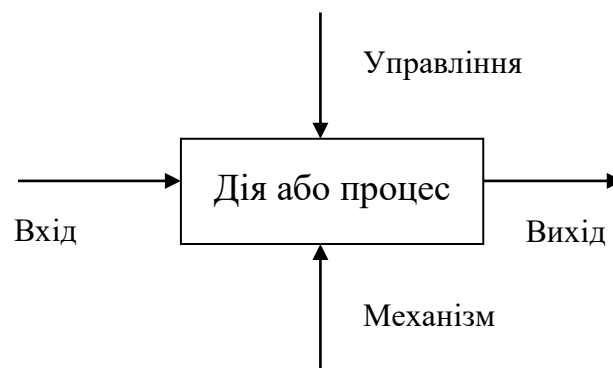 Управління
Дія або процес
Вхід
Вихід
Механізм